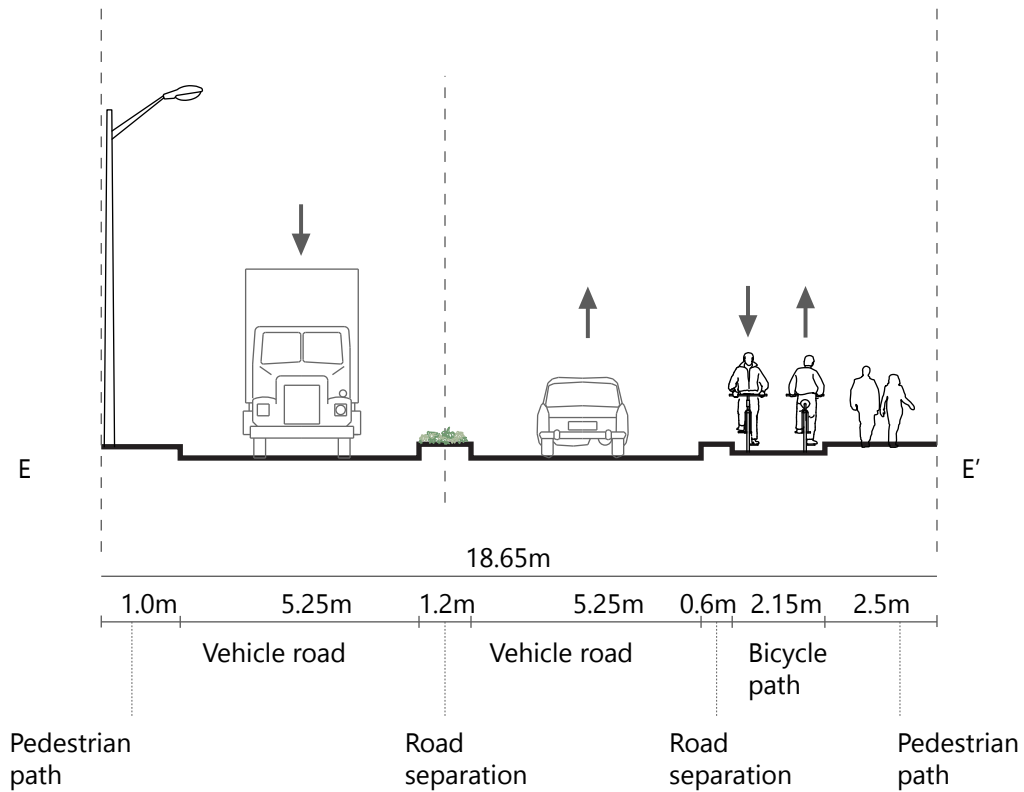 E
E’
18.65m
1.0m 5.25m 1.2m 5.25m 0.6m 2.15m 2.5m
Vehicle road
Vehicle road
Bicycle
path
Pedestrian
path
Road
separation
Road
separation
Pedestrian
path